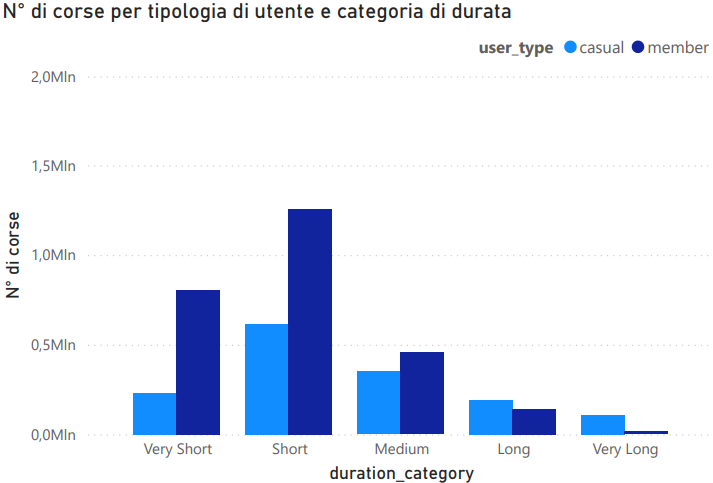 N° di corse per tipologia di utente e categoria di durata
user_type casual member
2,0Mln
1,5Mln
1,0Mln
0,5Mln
0,0Mln
N° di corse
Very Short Short Medium Long Very Long
duration_category